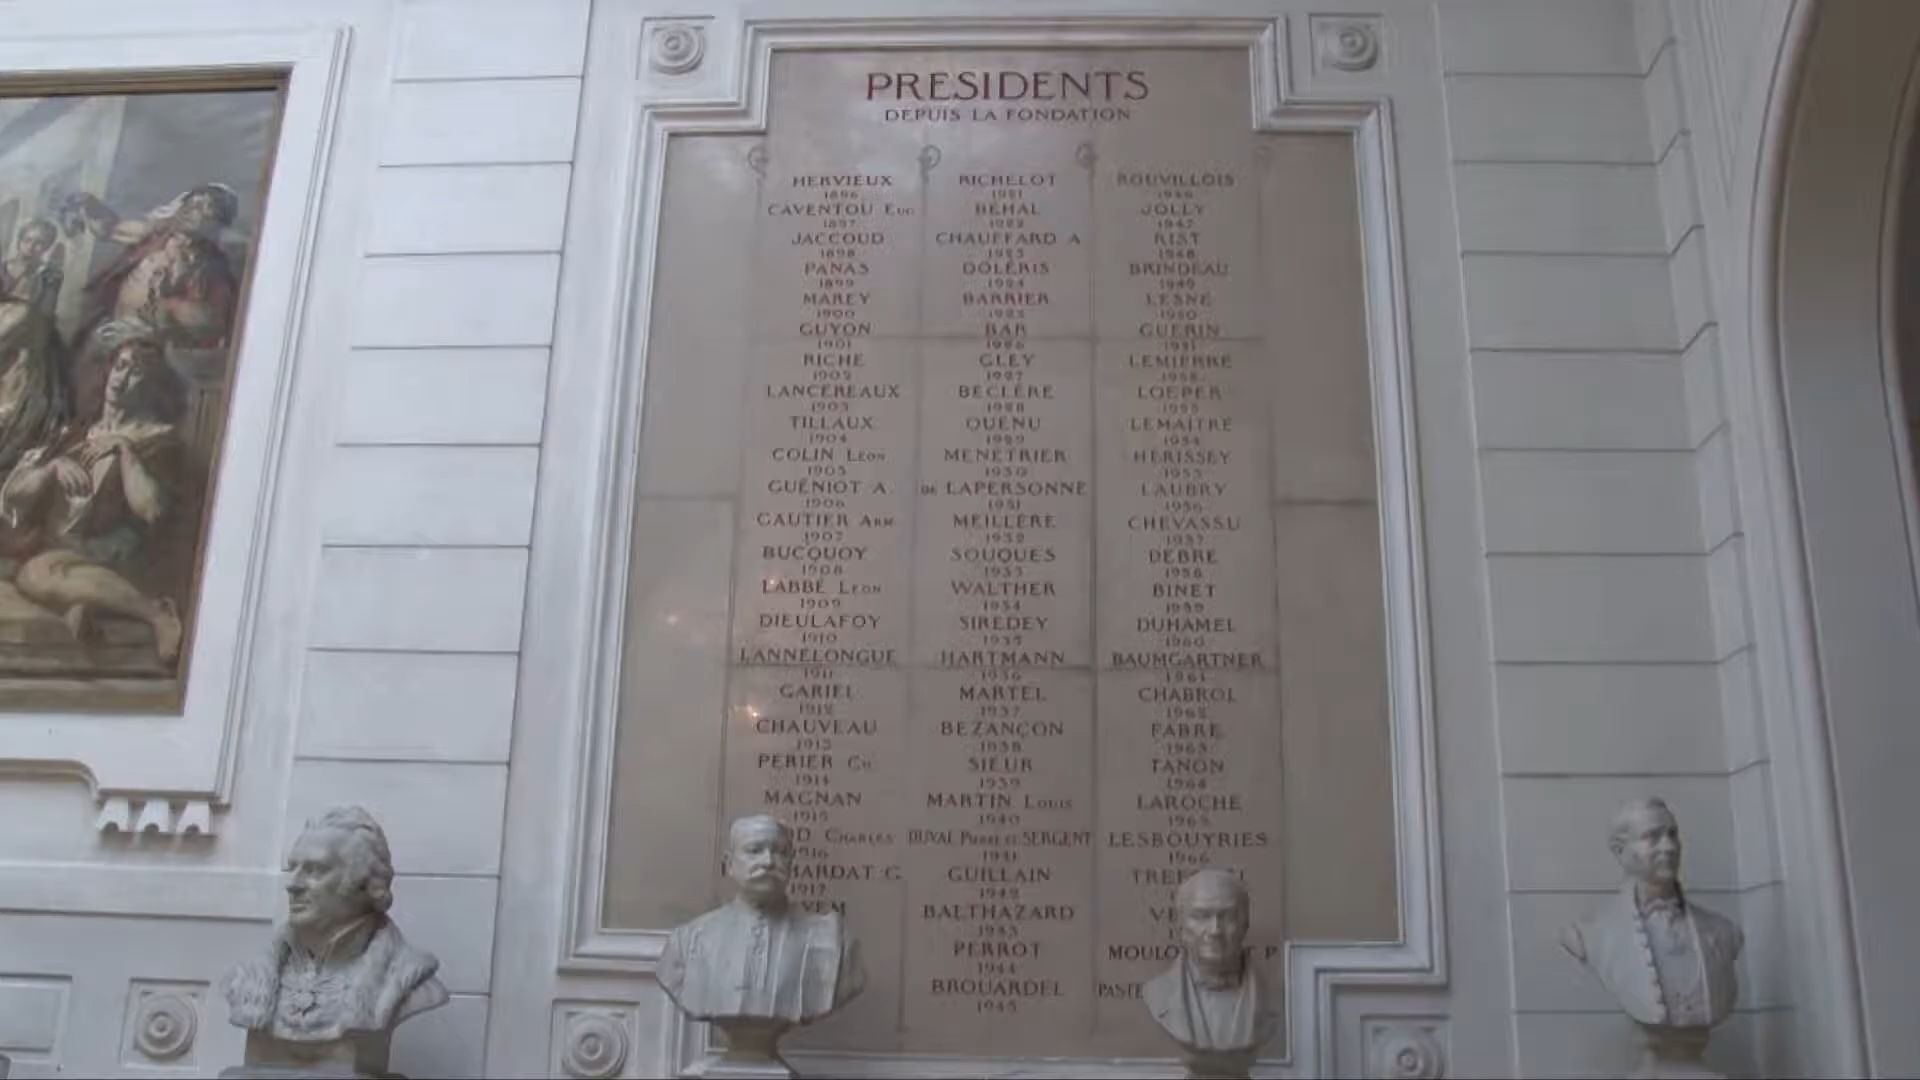 PRESIDENTS
DEPUIS LA FONDATION
HERVIEUX
1896
CAVENTOU Eug.
1897
JACCOUD
1898
PANAS
1899
MAREY
1900
GUYON
1901
RICHE
1902
LANCEREAUX
1903
TILLAUX
1904
COLIN Léon
1905
GUÉNIOT A.
1906
GAUTIER Arm.
1907
BUCQUOY
1908
LABBÉ Léon
1909
DIEULAFOY
1910
LANNELONGUE
1911
GARIEL
1912
CHAUVEAU
1913
PERIER Ch.
1914
MAGNAN
1915
CHARLES
1916
G.
1917
RICHELOT
1921
BÉHAL
1922
CHAUFFARD A
1923
DOLÉRIS
1924
BARRIER
1925
BAR
1926
GLEY
1927
BECLÈRE
1928
QUÉNU
1929
MENETRIER
1930
DE LAPERSONNE
1931
MEILLÈRE
1932
SOUQUES
1933
WALTHER
1934
SIREDEY
1935
HARTMANN
1936
MARTEL
1937
BEZANÇON
1938
SIEUR
1939
MARTIN Louis
1940
DUVAL Pierre et SERGENT
1941
GUILLAIN
1942
BALTHAZARD
1943
PERROT
1944
BROUARDEL
1945
ROUVILLOIS
1946
JOLLY
1947
RIST
1948
BRINDEAU
1949
LESNÉ
1950
GUÉRIN
1951
LEMIERRE
1952
LOEPER
1953
LEMAITRE
1954
HÉRISSEY
1955
LAUBRY
1956
CHEVASSU
1957
DEBRÉ
1958
BINET
1959
DUHAMEL
1960
BAUMGARTNER
1961
CHABROL
1962
FABRE
1963
TANON
1964
LAROCHE
1965
LESBOUYRIES
1966